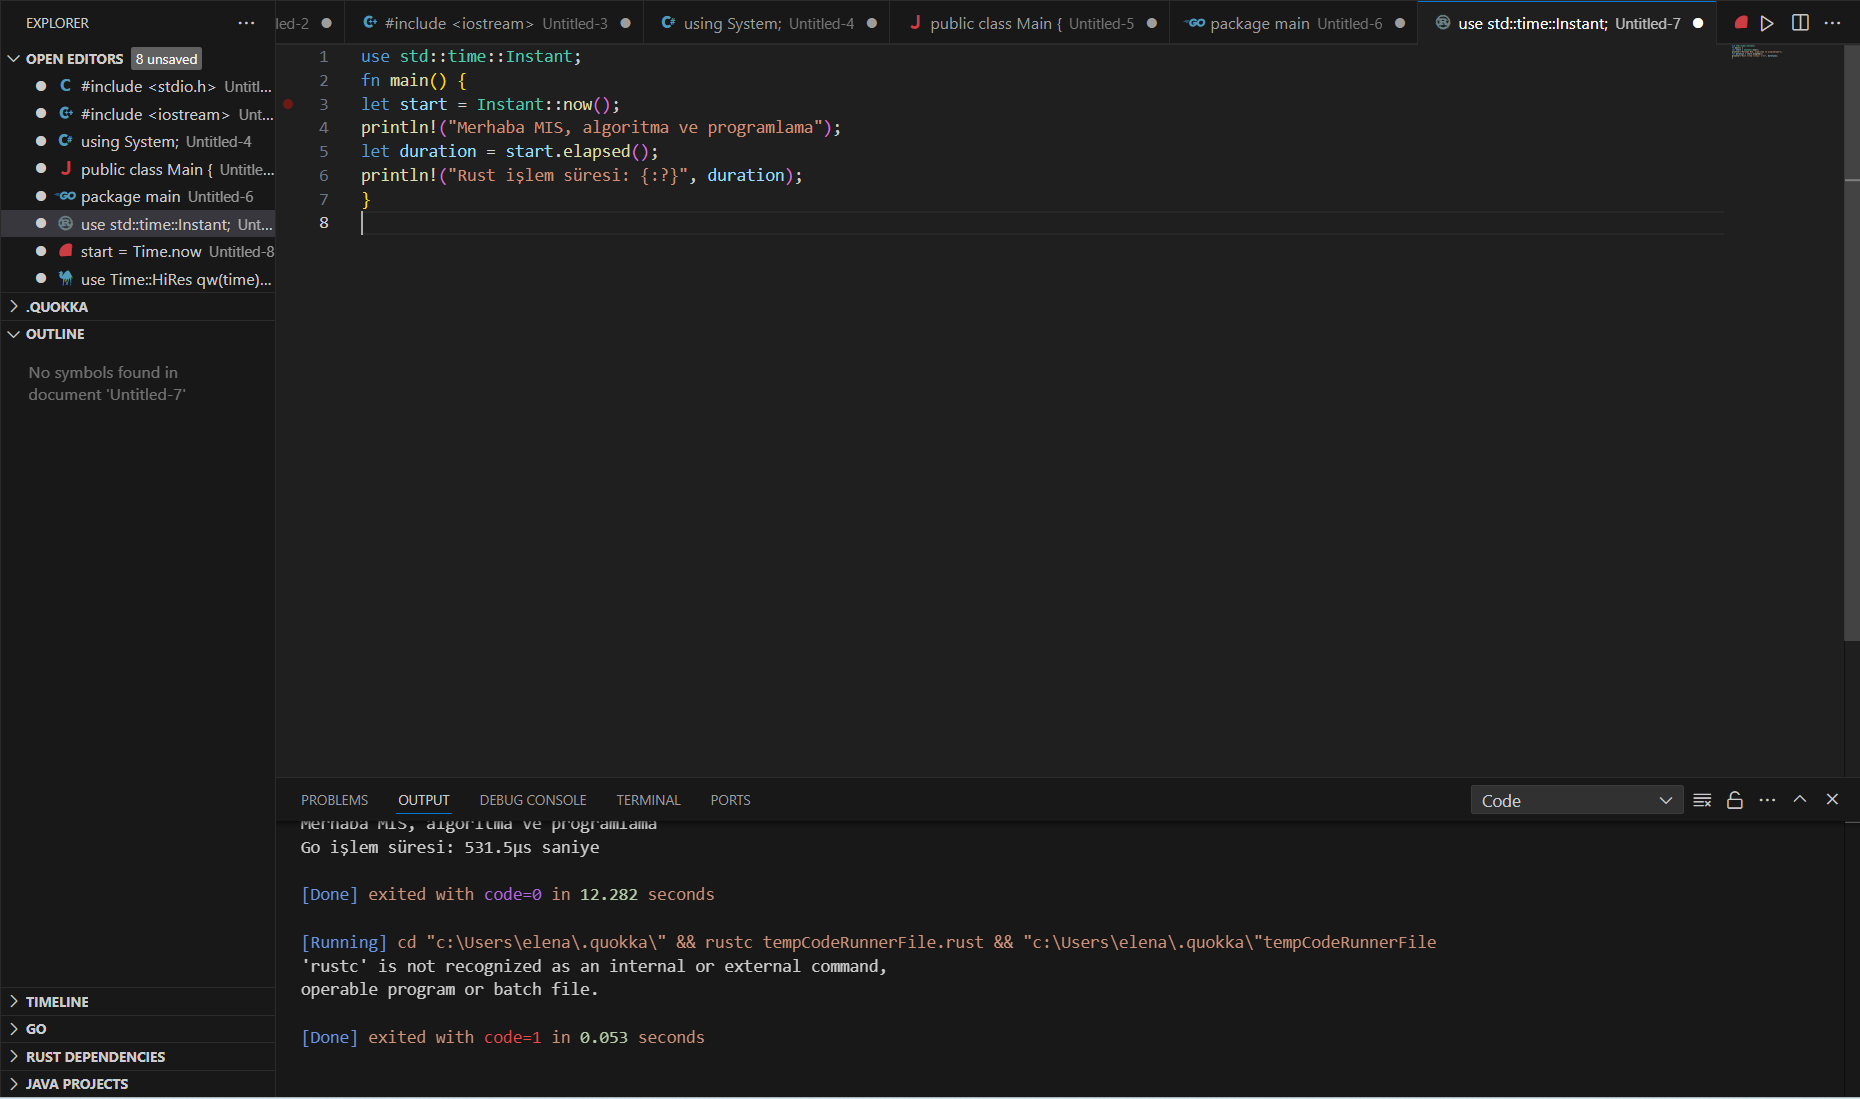 EXPLORER
OPEN EDITORS 8 unsaved
#include <stdio.h> Untitl...
#include <iostream> Unt...
using System; Untitled-4
public class Main { Untitle...
package main Untitled-6
use std::time::Instant; Unt...
start = Time.now Untitled-8
use Time::HiRes qw(time)...
.QUOKKA
OUTLINE
No symbols found in
document 'Untitled-7'
TIMELINE
GO
RUST DEPENDENCIES
JAVA PROJECTS
led-2
#include <iostream> Untitled-3
using System; Untitled-4
public class Main { Untitled-5
package main Untitled-6
use std::time::Instant; Untitled-7
1 use std::time::Instant;
2 fn main() {
3 let start = Instant::now();
4 println!("Merhaba MIS, algoritma ve programlama");
5 let duration = start.elapsed();
6 println!("Rust işlem süresi: {:?}", duration);
7 }
8
PROBLEMS OUTPUT DEBUG CONSOLE TERMINAL PORTS
Code
Merhaba MIS, algoritma ve programlama
Go işlem süresi: 531.5µs saniye
[Done] exited with code=0 in 12.282 seconds
[Running] cd "c:\Users\elena\.quokka\" && rustc tempCodeRunnerFile.rust && "c:\Users\elena\.quokka\"tempCodeRunnerFile
'rustc' is not recognized as an internal or external command,
operable program or batch file.
[Done] exited with code=1 in 0.053 seconds